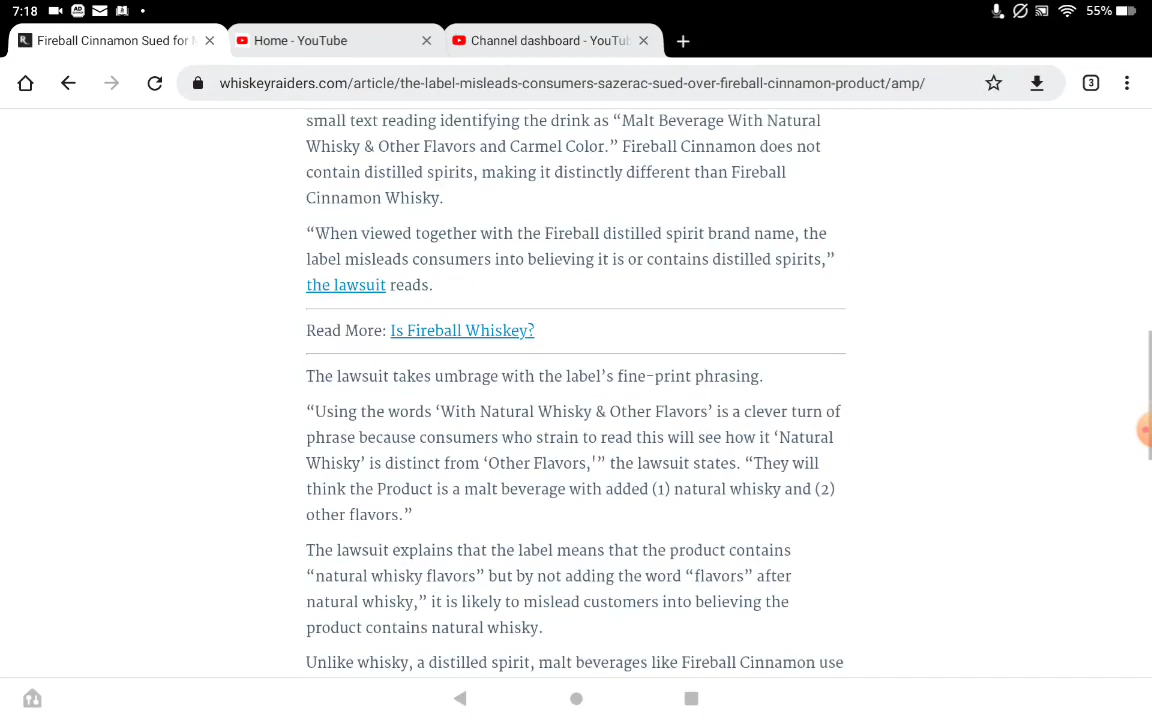 7:18
55%
Fireball Cinnamon Sued for
Home - YouTube
Channel dashboard - YouTu
whiskeyraiders.com/article/the-label-misleads-consumers-sazerac-sued-over-fireball-cinnamon-product/amp/
3
small text reading identifying the drink as “Malt Beverage With Natural
Whisky & Other Flavors and Carmel Color.” Fireball Cinnamon does not
contain distilled spirits, making it distinctly different than Fireball
Cinnamon Whisky.
“When viewed together with the Fireball distilled spirit brand name, the
label misleads consumers into believing it is or contains distilled spirits,”
the lawsuit reads.
Read More: Is Fireball Whiskey?
The lawsuit takes umbrage with the label’s fine-print phrasing.
“Using the words ‘With Natural Whisky & Other Flavors’ is a clever turn of
phrase because consumers who strain to read this will see how it ‘Natural
Whisky’ is distinct from ‘Other Flavors,'” the lawsuit states. “They will
think the Product is a malt beverage with added (1) natural whisky and (2)
other flavors.”
The lawsuit explains that the label means that the product contains
“natural whisky flavors” but by not adding the word “flavors” after
natural whisky,” it is likely to mislead customers into believing the
product contains natural whisky.
Unlike whisky, a distilled spirit, malt beverages like Fireball Cinnamon use